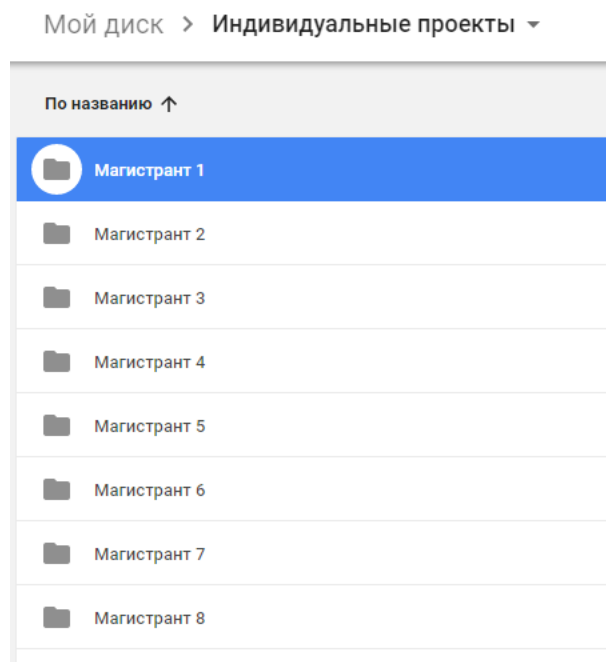 Мой диск > Индивидуальные проекты
По названию ↑
Магистрант 1
Магистрант 2
Магистрант 3
Магистрант 4
Магистрант 5
Магистрант 6
Магистрант 7
Магистрант 8